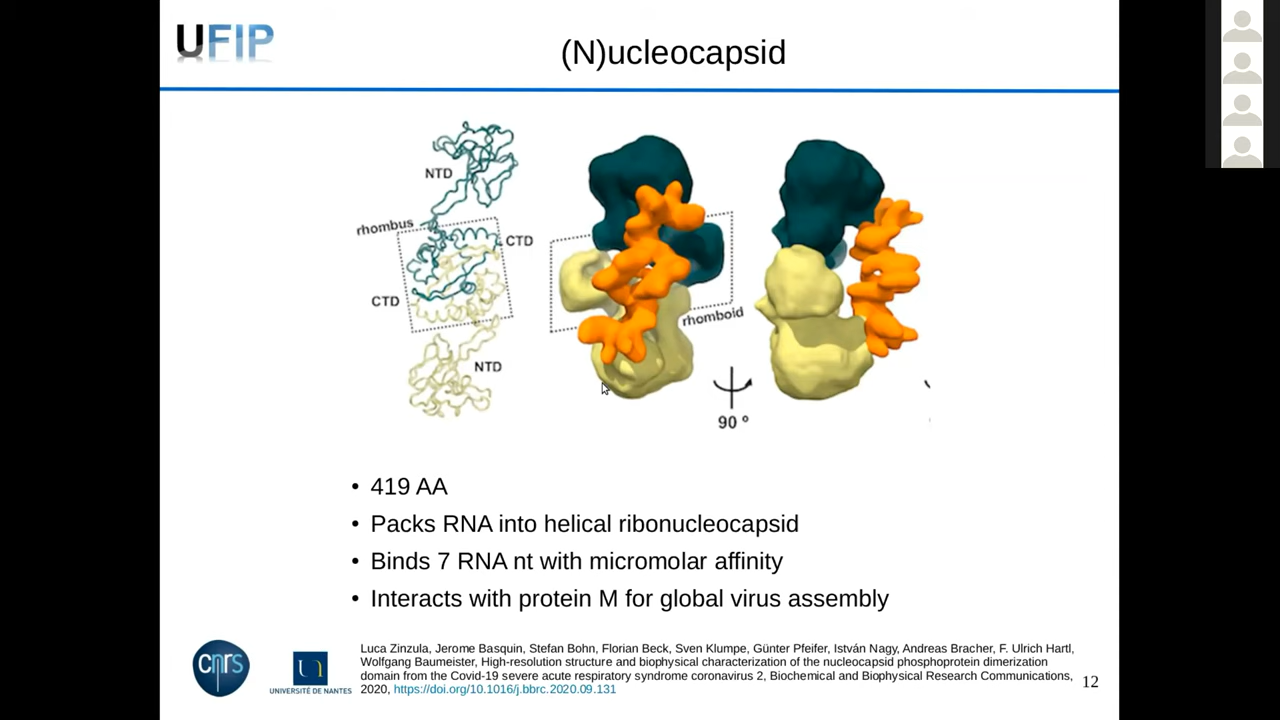 UFIP
(N)ucleocapsid
NTD
rhombus
CTD
CTD
NTD
rhomboid
90 º
• 419 AA
• Packs RNA into helical ribonucleocapsid
• Binds 7 RNA nt with micromolar affinity
• Interacts with protein M for global virus assembly
cnrs
UNIVERSITÉ DE NANTES
Luca Zinzula, Jerome Basquin, Stefan Bohn, Florian Beck, Sven Klumpe, Günter Pfeifer, István Nagy, Andreas Bracher, F. Ulrich Hartl,
Wolfgang Baumeister, High-resolution structure and biophysical characterization of the nucleocapsid phosphoprotein dimerization
domain from the Covid-19 severe acute respiratory syndrome coronavirus 2, Biochemical and Biophysical Research Communications,
2020, https://doi.org/10.1016/j.bbrc.2020.09.131
12